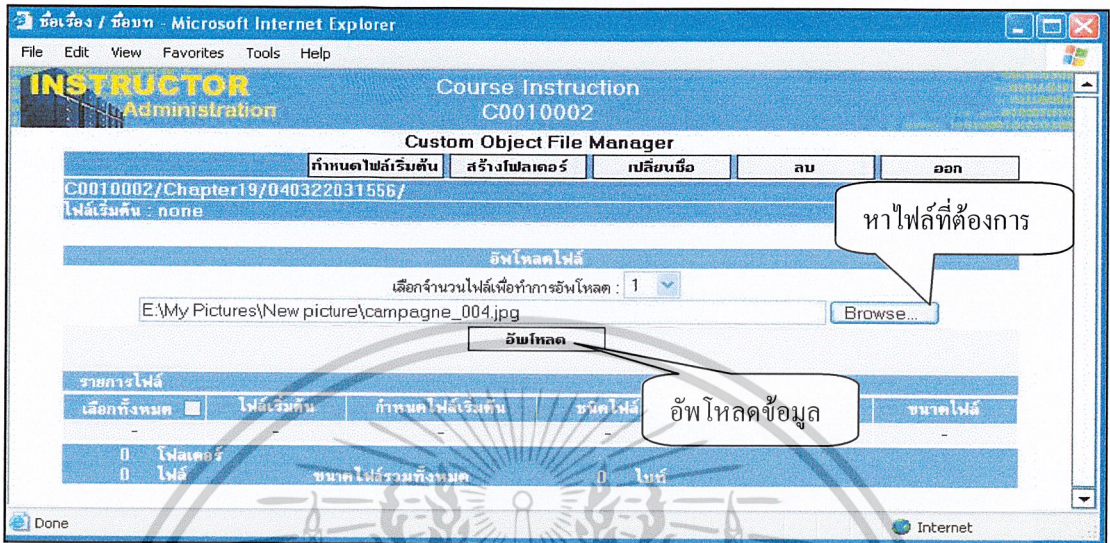 ชื่อเรื่อง / ชื่อบท - Microsoft Internet Explorer
File Edit View Favorites Tools Help
INSTRUCTOR
Administration
Course Instruction
C0010002
Custom Object File Manager
กำหนดไฟล์เริ่มต้น สร้างโฟลเดอร์ เปลี่ยนชื่อ ลบ ออก
C0010002/Chapter19/040322031556/
ไฟล์เริ่มต้น : none
หาไฟล์ที่ต้องการ
อัพโหลดไฟล์
เลือกจำนวนไฟล์เพื่อทำการอัพโหลด : 1
E:\My Pictures\New picture\campagne_004.jpg Browse...
อัพโหลด
รายการไฟล์
เลือกทั้งหมด ไฟล์เริ่มต้น กำหนดไฟล์เริ่มต้น ชนิดไฟล์ ขนาดไฟล์
อัพโหลดข้อมูล
- - - - -
0 โฟลเดอร์
0 ไฟล์ ขนาดไฟล์รวมทั้งหมด 0 ไบท์
Done Internet